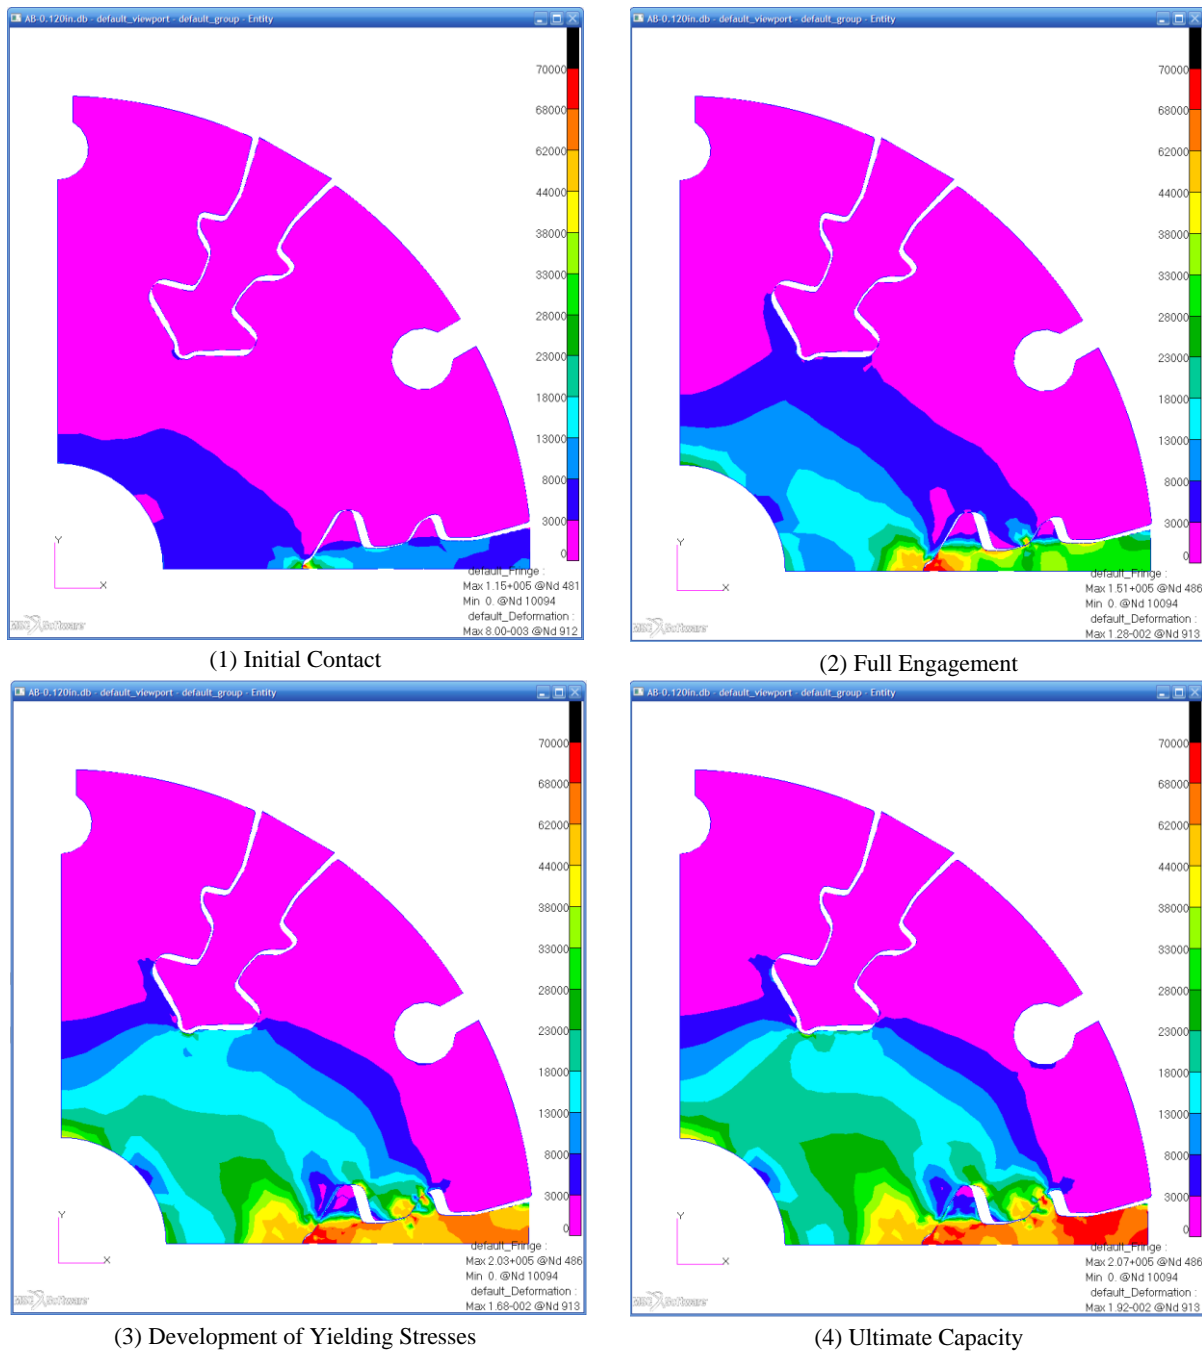 AB-0.120in.db - default_viewport - default_group - Entity
70000
68000
62000
44000
38000
33000
28000
23000
18000
13000
8000
3000
0
Y
X
default_Fringe :
Max 1.15+005 @Nd 481
Min 0. @Nd 10094
default_Deformation :
Max 8.00-003 @Nd 912
MSC Software
(1) Initial Contact
AB-0.120in.db - default_viewport - default_group - Entity
70000
68000
62000
44000
38000
33000
28000
23000
18000
13000
8000
3000
0
Y
X
default_Fringe :
Max 1.51+005 @Nd 486
Min 0. @Nd 10094
default_Deformation :
Max 1.28-002 @Nd 913
MSC Software
(2) Full Engagement
AB-0.120in.db - default_viewport - default_group - Entity
70000
68000
62000
44000
38000
33000
28000
23000
18000
13000
8000
3000
0
Y
X
default_Fringe :
Max 2.03+005 @Nd 486
Min 0. @Nd 10094
default_Deformation :
Max 1.68-002 @Nd 913
MSC Software
(3) Development of Yielding Stresses
AB-0.120in.db - default_viewport - default_group - Entity
70000
68000
62000
44000
38000
33000
28000
23000
18000
13000
8000
3000
0
Y
X
default_Fringe :
Max 2.07+005 @Nd 486
Min 0. @Nd 10094
default_Deformation :
Max 1.92-002 @Nd 913
MSC Software
(4) Ultimate Capacity